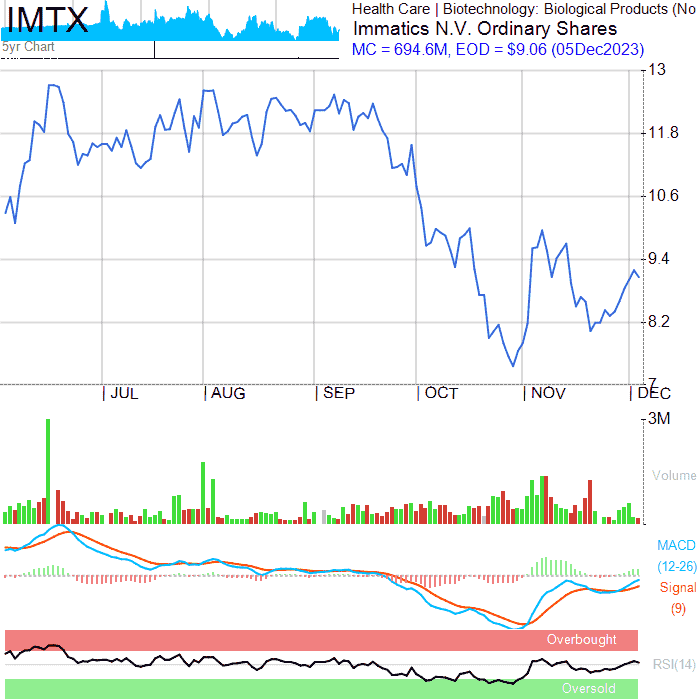 IMTX
5yr Chart
Health Care | Biotechnology: Biological Products (No
Immatics N.V. Ordinary Shares
MC = 694.6M, EOD = $9.06 (05Dec2023)
13
11.8
10.6
9.4
8.2
7
JUL AUG SEP OCT NOV DEC
3M
Volume
MACD
(12-26)
Signal
(9)
Overbought
RSI(14)
Oversold